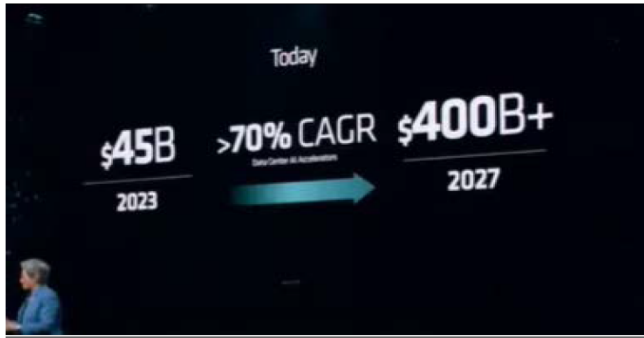 Today
$45B
2023
>70% CAGR
Data Center AI Accelerators
$400B+
2027